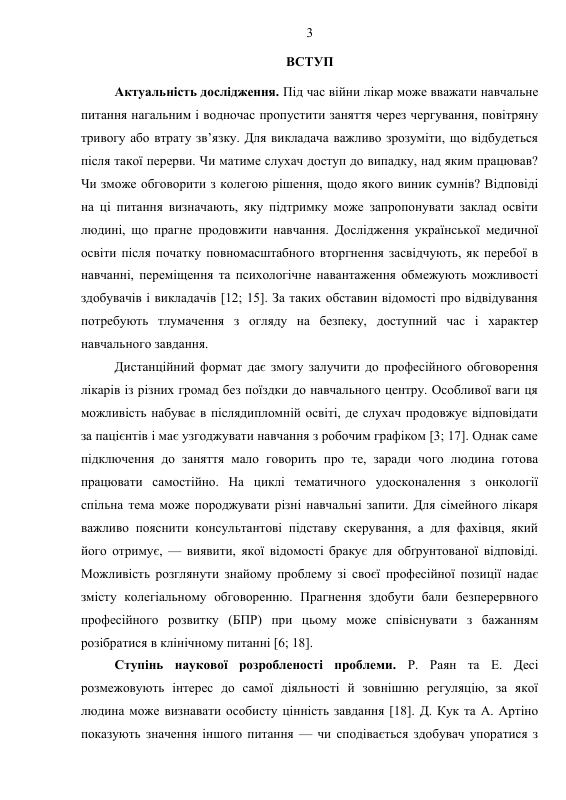 3
ВСТУП
Актуальність дослідження. Під час війни лікар може вважати навчальне
питання нагальним і водночас пропустити заняття через чергування, повітряну
тривогу або втрату зв’язку. Для викладача важливо зрозуміти, що відбудеться
після такої перерви. Чи матиме слухач доступ до випадку, над яким працював?
Чи зможе обговорити з колегою рішення, щодо якого виник сумнів? Відповіді
на ці питання визначають, яку підтримку може запропонувати заклад освіти
людині, що прагне продовжити навчання. Дослідження української медичної
освіти після початку повномасштабного вторгнення засвідчують, як перебої в
навчанні, переміщення та психологічне навантаження обмежують можливості
здобувачів і викладачів [12; 15]. За таких обставин відомості про відвідування
потребують тлумачення з огляду на безпеку, доступний час і характер
навчального завдання.
Дистанційний формат дає змогу залучити до професійного обговорення
лікарів із різних громад без поїздки до навчального центру. Особливої ваги ця
можливість набуває в післядипломній освіті, де слухач продовжує відповідати
за пацієнтів і має узгоджувати навчання з робочим графіком [3; 17]. Однак саме
підключення до заняття мало говорить про те, заради чого людина готова
працювати самостійно. На циклі тематичного удосконалення з онкології
спільна тема може породжувати різні навчальні запити. Для сімейного лікаря
важливо пояснити консультантові підставу скерування, а для фахівця, який
його отримує, — виявити, якої відомості бракує для обґрунтованої відповіді.
Можливість розглянути знайому проблему зі своєї професійної позиції надає
змісту колегіальному обговоренню. Прагнення здобути бали безперервного
професійного розвитку (БПР) при цьому може співіснувати з бажанням
розібратися в клінічному питанні [6; 18].
Ступінь наукової розробленості проблеми. Р. Раян та Е. Десі
розмежовують інтерес до самої діяльності й зовнішню регуляцію, за якої
людина може визнавати особисту цінність завдання [18]. Д. Кук та А. Артіно
показують значення іншого питання — чи сподівається здобувач упоратися з